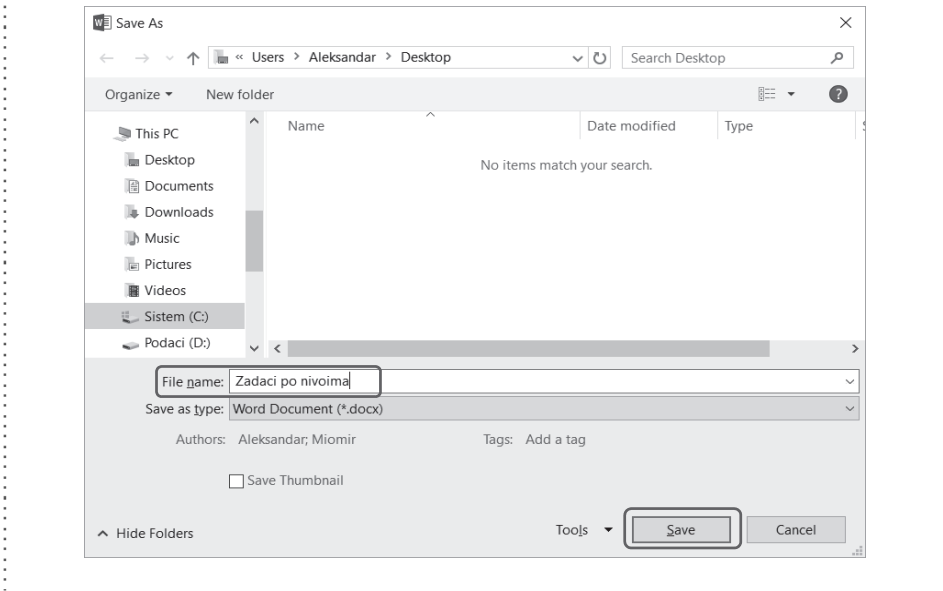 Save As
« Users > Aleksandar > Desktop
Search Desktop
Organize
New folder
Name
Date modified
Type
This PC
Desktop
Documents
Downloads
Music
Pictures
Videos
Sistem (C:)
Podaci (D:)
No items match your search.
File name: Zadaci po nivoima
Save as type: Word Document (*.docx)
Authors: Aleksandar; Miomir
Tags: Add a tag
Save Thumbnail
Hide Folders
Tools
Save
Cancel